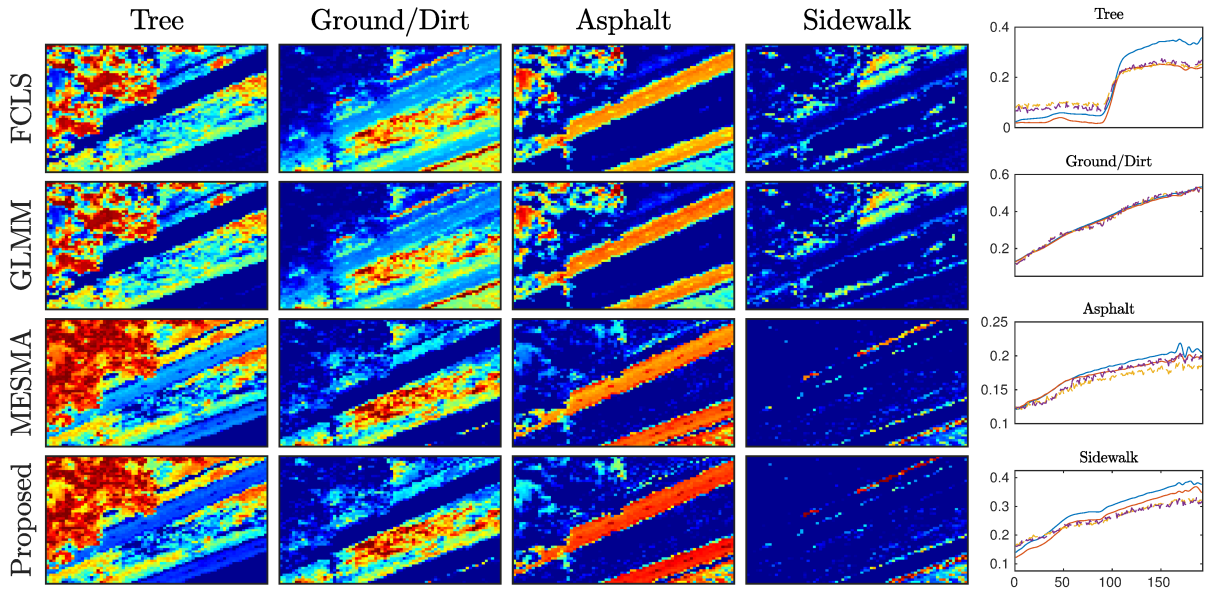 Tree Ground/Dirt Asphalt Sidewalk
FCLS
GLMM
MESMA
Proposed
Tree
0.4
0.2
0
Ground/Dirt
0.6
0.4
0.2
Asphalt
0.25
0.2
0.15
0.1
Sidewalk
0.4
0.3
0.2
0.1
0 50 100 150